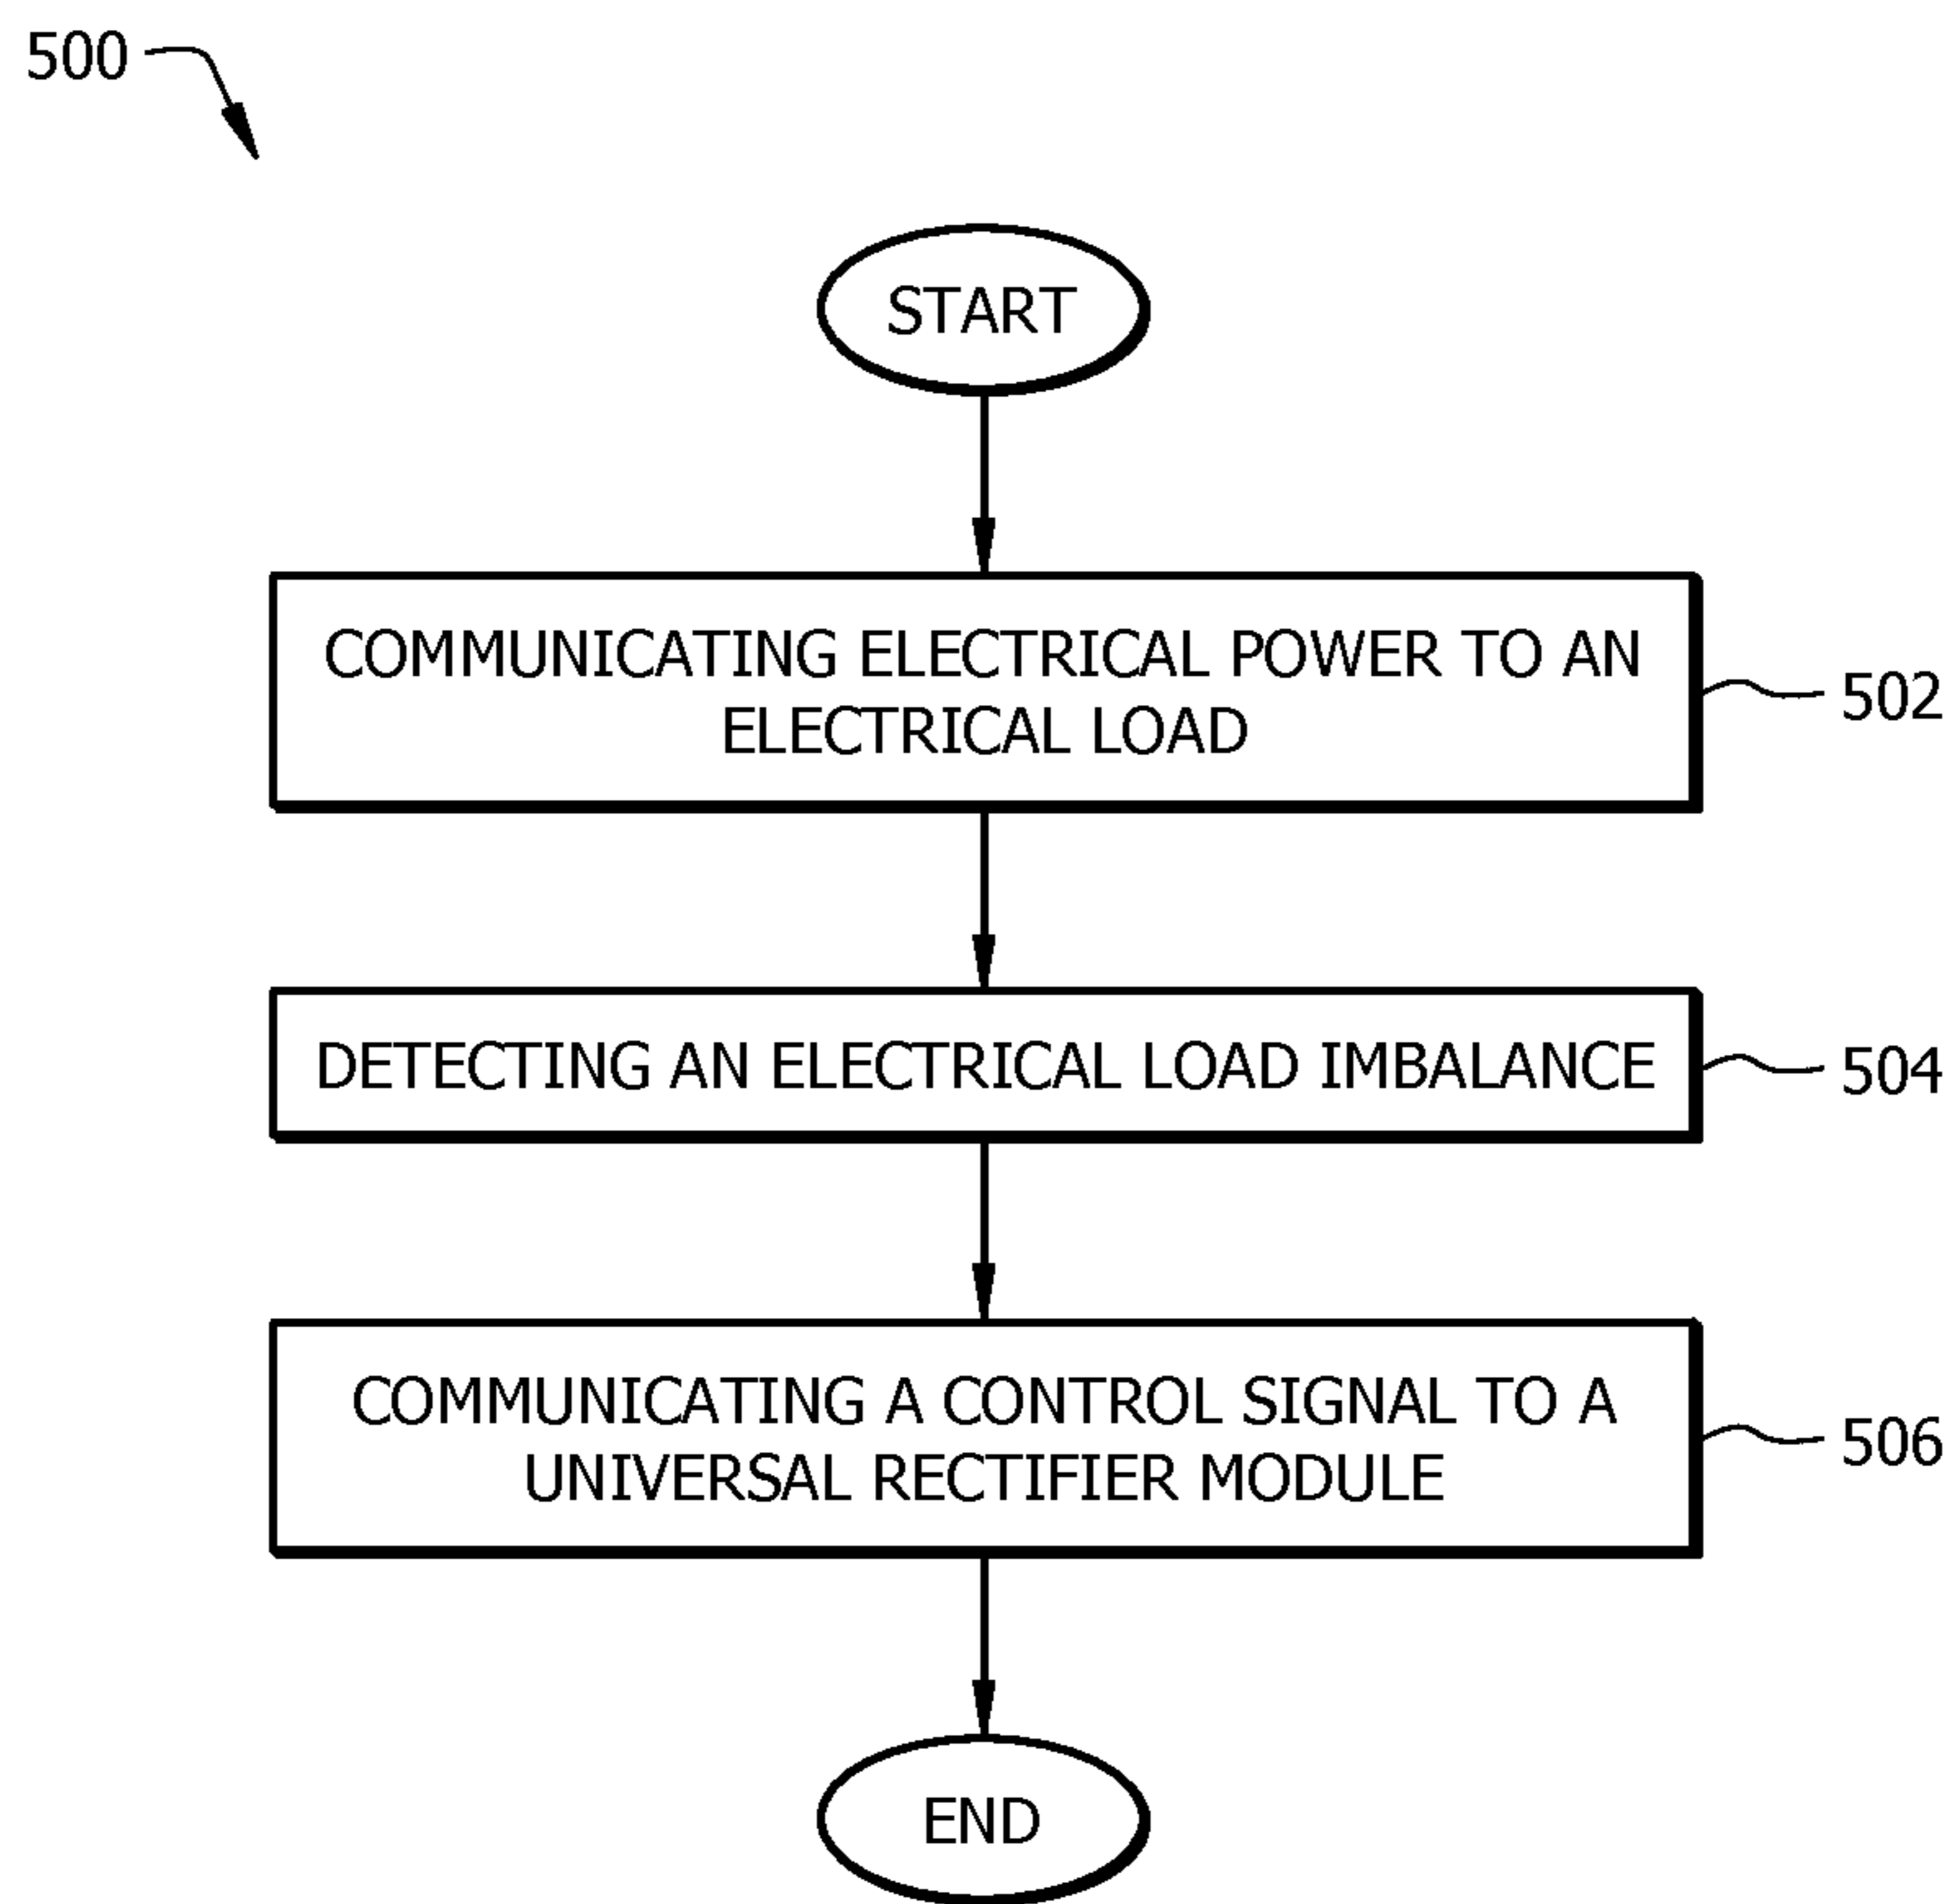 500
START
COMMUNICATING ELECTRICAL POWER TO AN
ELECTRICAL LOAD
502
DETECTING AN ELECTRICAL LOAD IMBALANCE
504
COMMUNICATING A CONTROL SIGNAL TO A
UNIVERSAL RECTIFIER MODULE
506
END